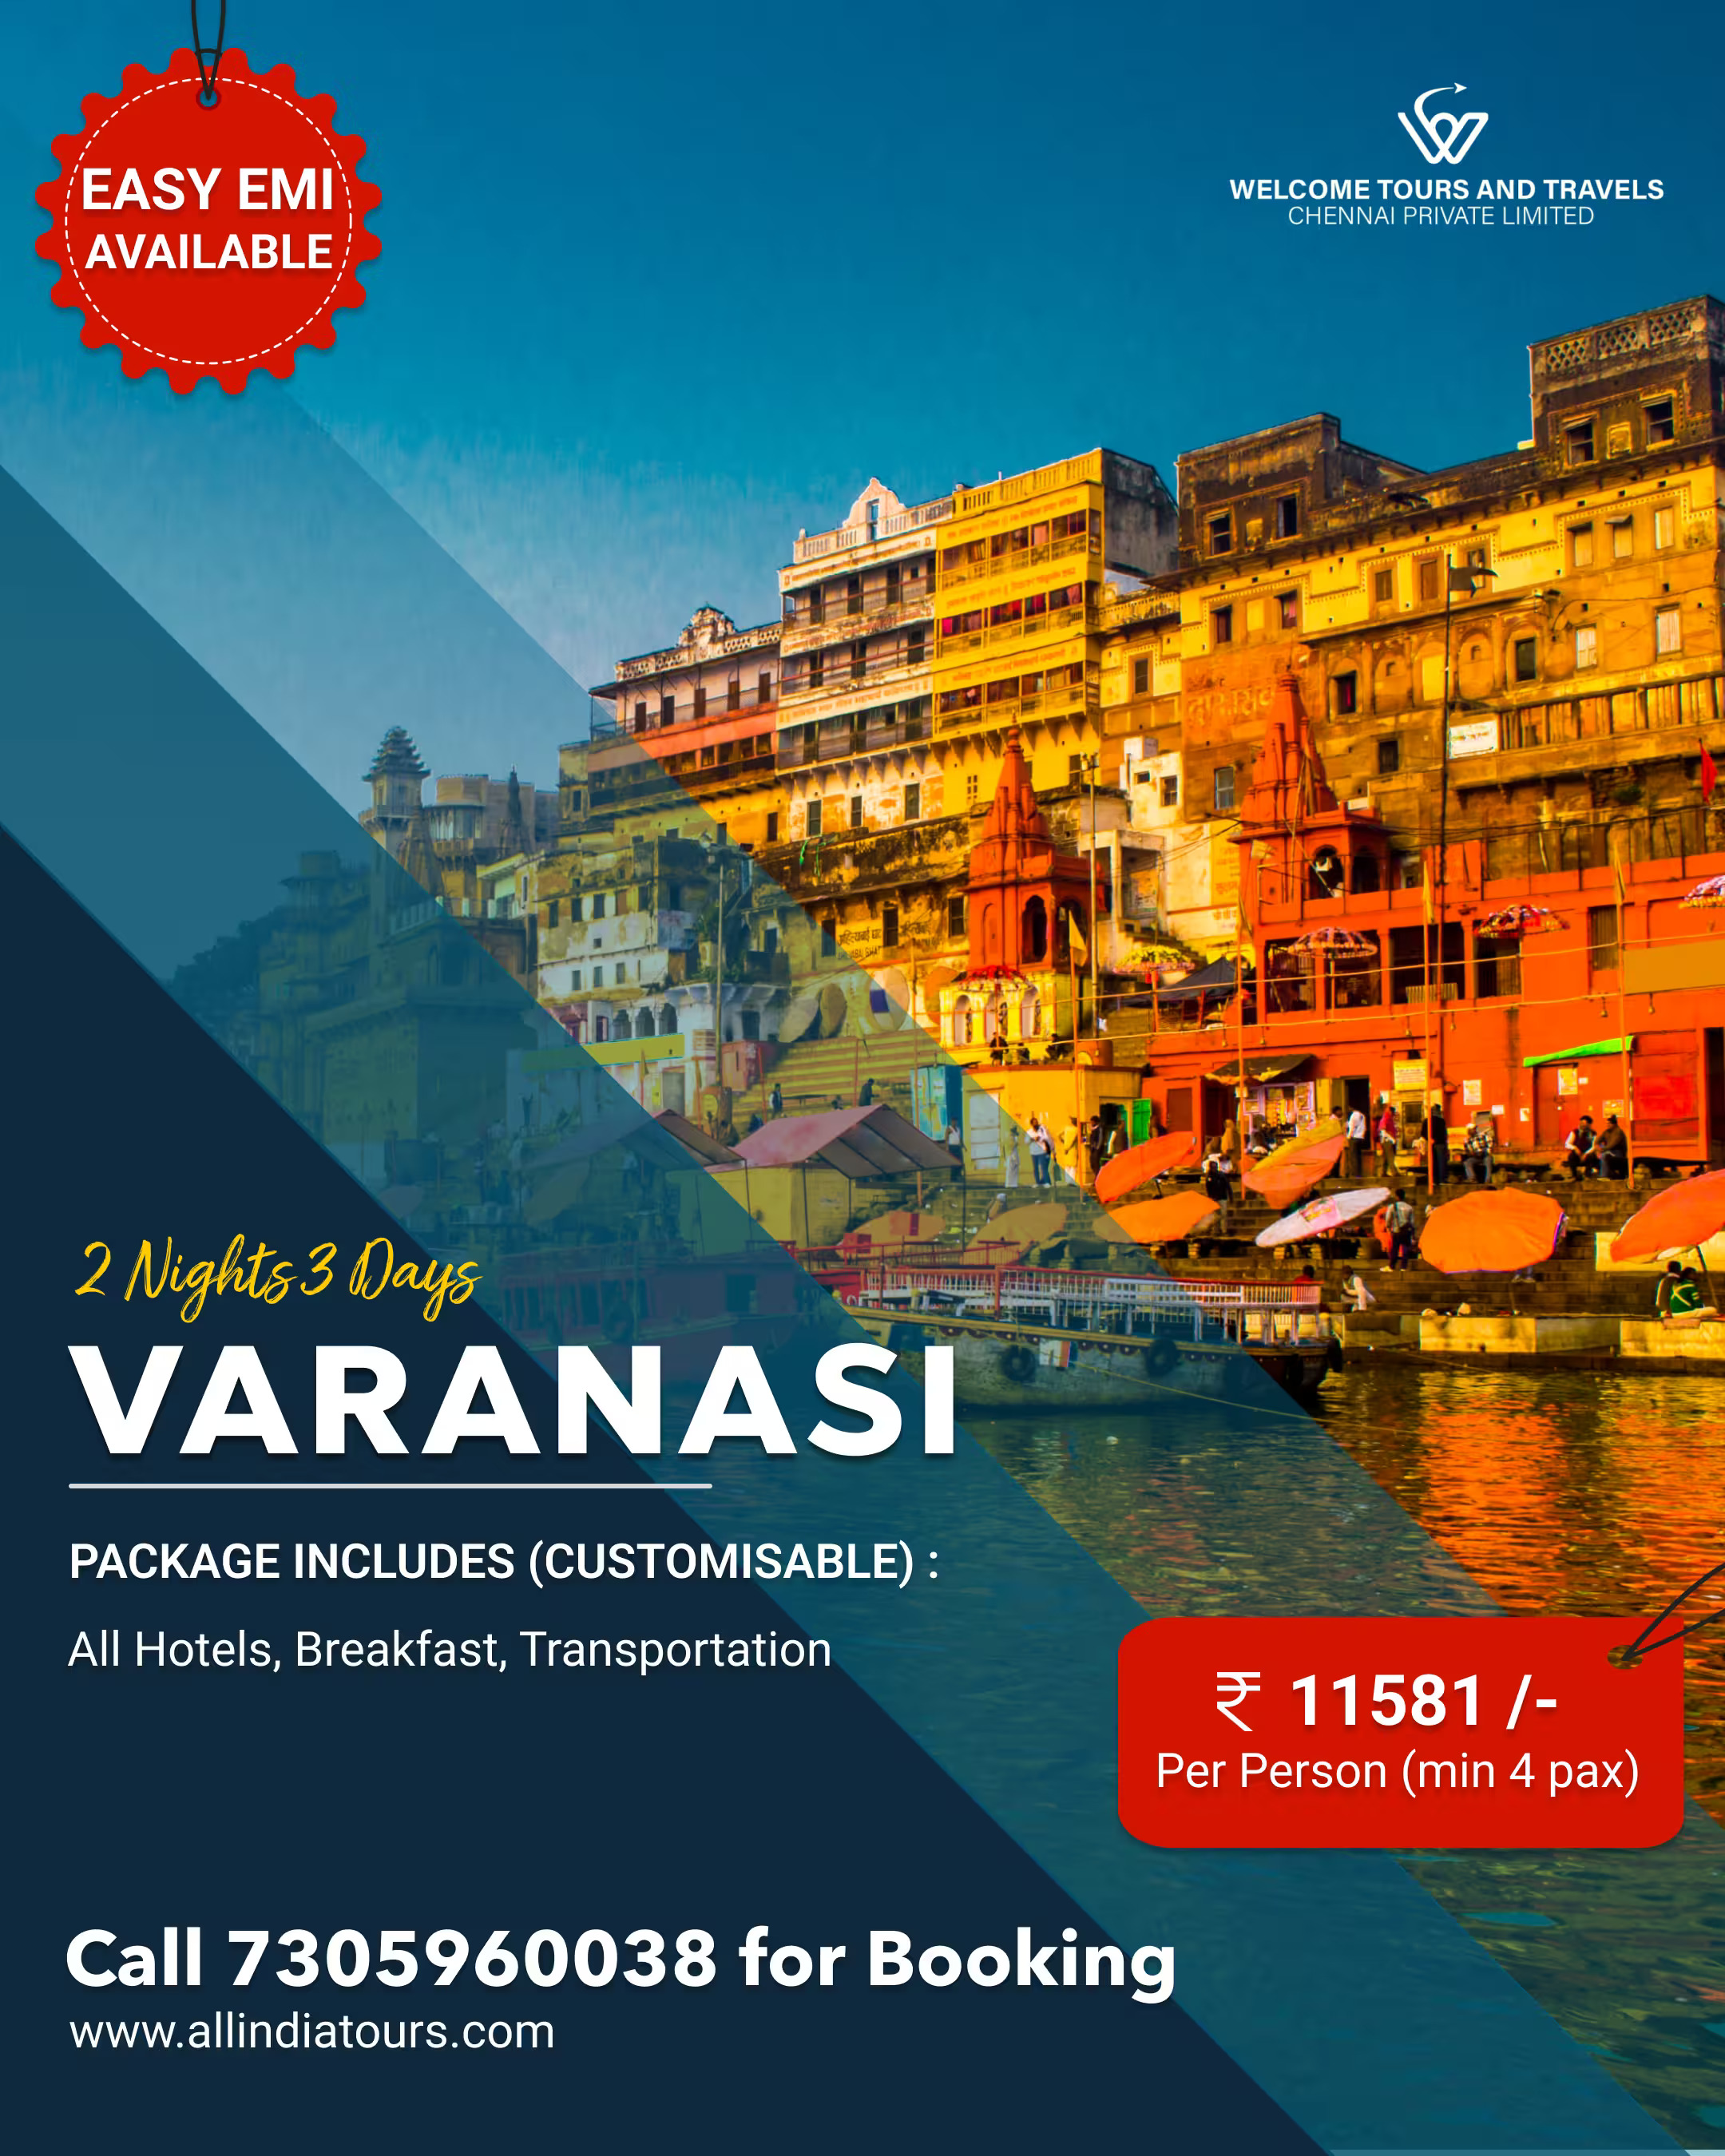 EASY EMI
AVAILABLE
WELCOME TOURS AND TRAVELS
CHENNAI PRIVATE LIMITED
2 Nights 3 Days
VARANASI
PACKAGE INCLUDES (CUSTOMISABLE) :
All Hotels, Breakfast, Transportation
₹ 11581 /-
Per Person (min 4 pax)
Call 7305960038 for Booking
www.allindiatours.com